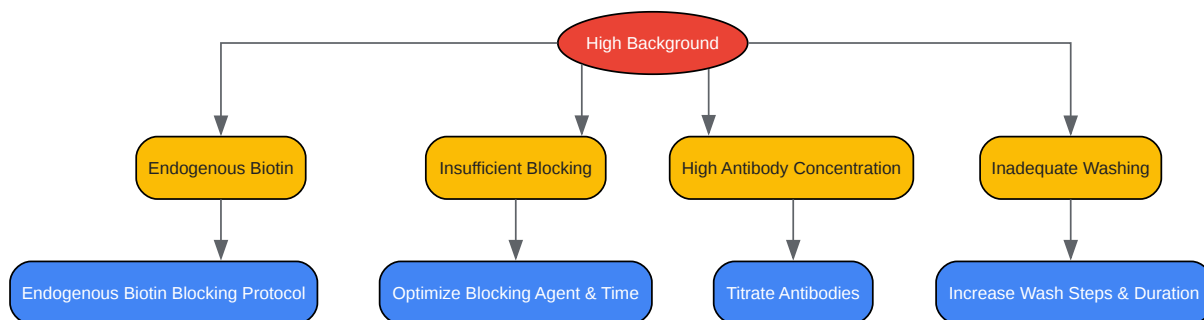 High Background
Endogenous Biotin
Insufficient Blocking
High Antibody Concentration
Inadequate Washing
Endogenous Biotin Blocking Protocol
Optimize Blocking Agent & Time
Titrate Antibodies
Increase Wash Steps & Duration